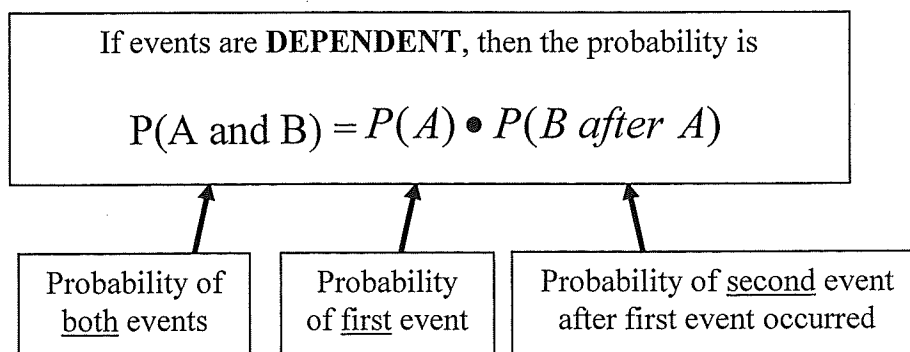 If events are DEPENDENT, then the probability is
P(A and B) = P(A) • P(B after A)
Probability of
both events
Probability
of first event
Probability of second event
after first event occurred